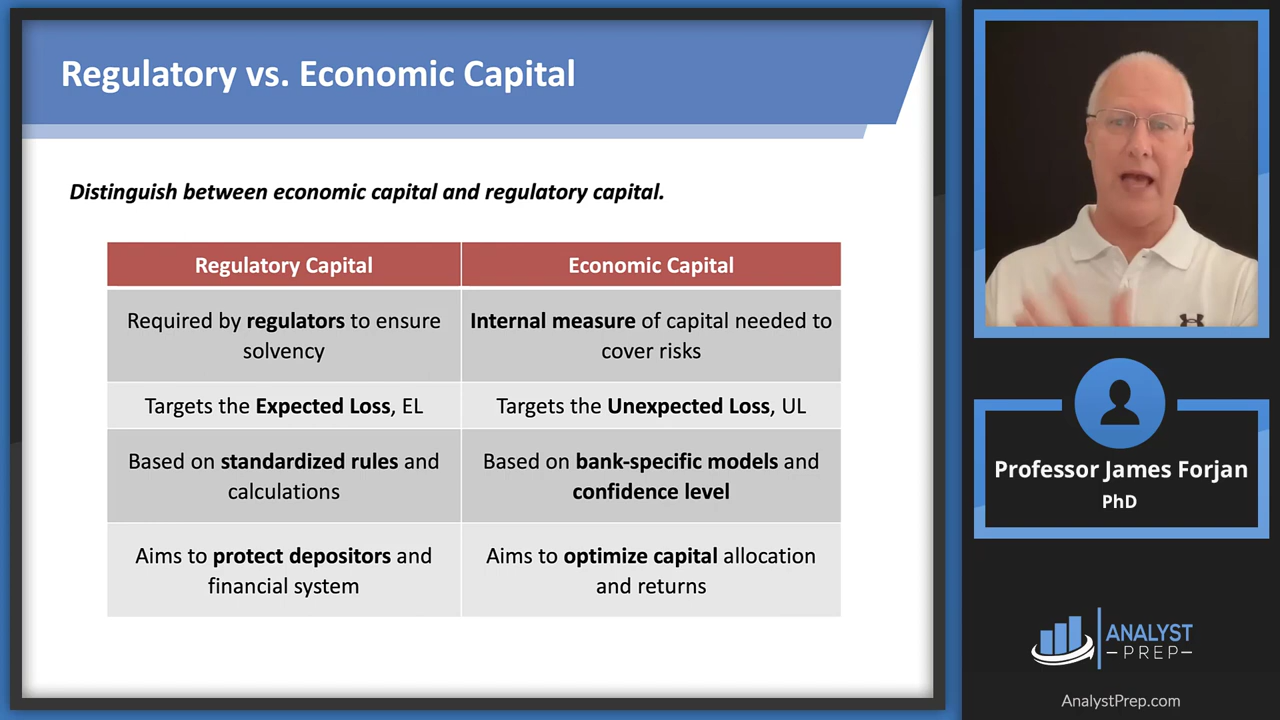 Regulatory vs. Economic Capital
Distinguish between economic capital and regulatory capital.
Regulatory Capital
Economic Capital
Required by regulators to ensure
solvency
Internal measure of capital needed to
cover risks
Targets the Expected Loss, EL
Targets the Unexpected Loss, UL
Based on standardized rules and
calculations
Based on bank-specific models and
confidence level
Aims to protect depositors and
financial system
Aims to optimize capital allocation
and returns
Professor James Forjan
PhD
ANALYST
PREP
AnalystPrep.com